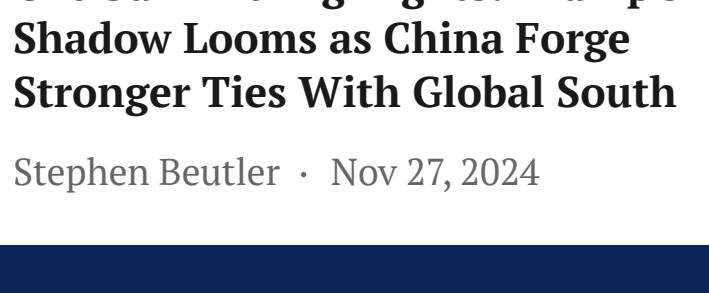 Shadow Looms as China Forge
Stronger Ties With Global South
Stephen Beutler · Nov 27, 2024